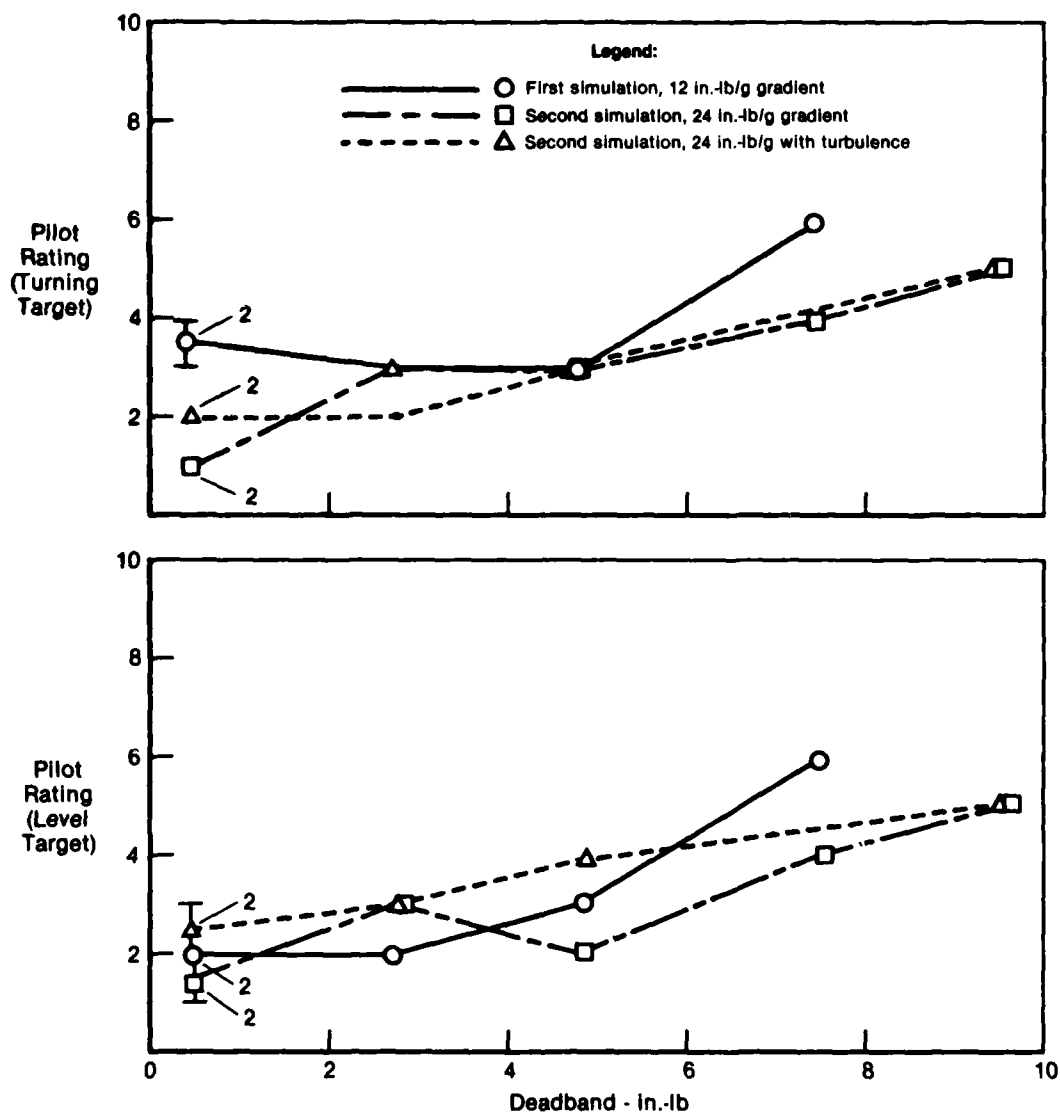 10
8
6
4
2
Pilot
Rating
(Turning
Target)
Legend:
First simulation, 12 in.-lb/g gradient
Second simulation, 24 in.-lb/g gradient
Second simulation, 24 in.-lb/g with turbulence
2
2
2
10
8
6
4
2
Pilot
Rating
(Level
Target)
2
2
2
0
2
4
6
8
10
Deadband - in.-lb